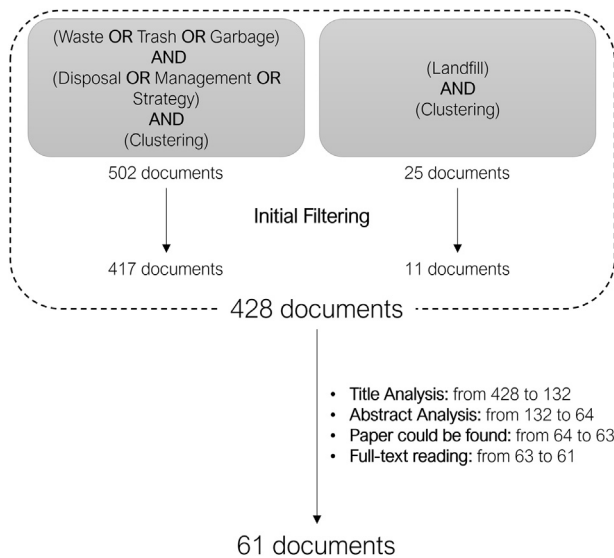 (Waste OR Trash OR Garbage)
AND
(Disposal OR Management OR
Strategy)
AND
(Clustering)
(Landfill)
AND
(Clustering)
502 documents
25 documents
Initial Filtering
417 documents
11 documents
428 documents
• Title Analysis: from 428 to 132
• Abstract Analysis: from 132 to 64
• Paper could be found: from 64 to 63
• Full-text reading: from 63 to 61
61 documents